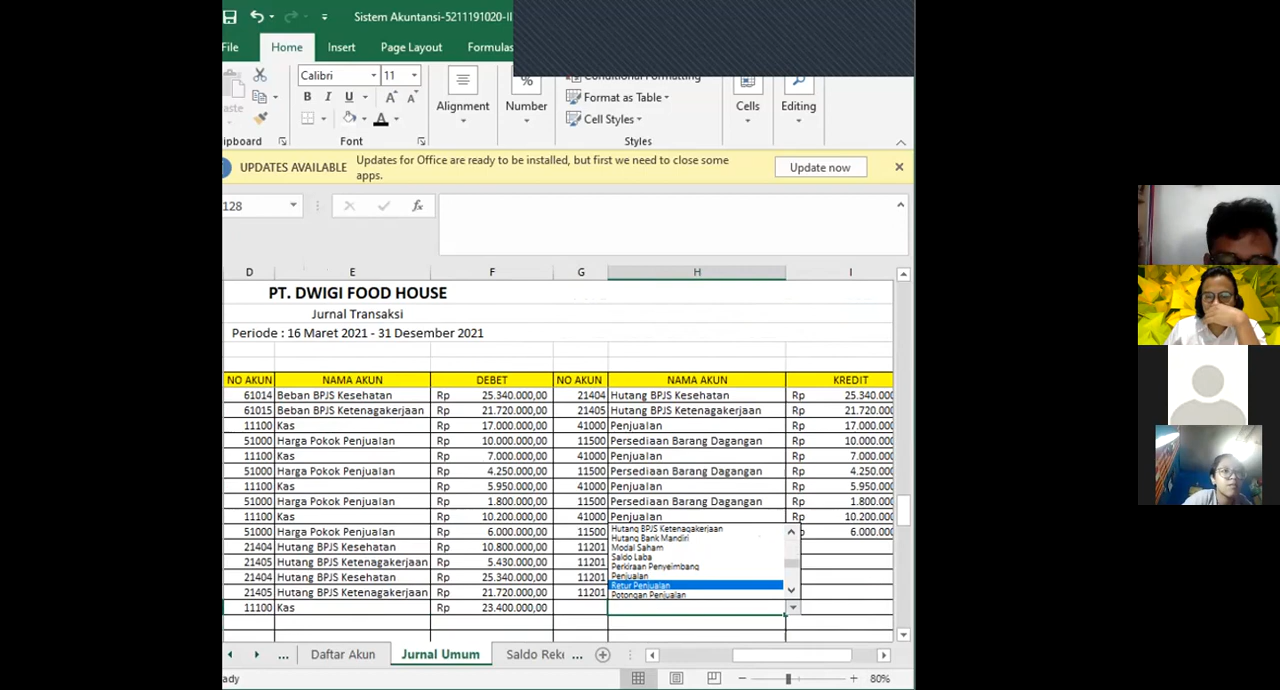 Sistem Akuntansi-5211191020-II
File Home Insert Page Layout Formulas
Calibri 11
Conditional Formatting
Format as Table
Cell Styles
Alignment Number Cells Editing
B I U A A
A
Font Styles
UPDATES AVAILABLE Updates for Office are ready to be installed, but first we need to close some apps. Update now
128 fx
D E F G H I
PT. DWIGI FOOD HOUSE
Jurnal Transaksi
Periode : 16 Maret 2021 - 31 Desember 2021
NO AKUN NAMA AKUN DEBET NO AKUN NAMA AKUN KREDIT
61014 Beban BPJS Kesehatan Rp 25.340.000,00 21404 Hutang BPJS Kesehatan Rp 25.340.000
61015 Beban BPJS Ketenagakerjaan Rp 21.720.000,00 21405 Hutang BPJS Ketenagakerjaan Rp 21.720.000
11100 Kas Rp 17.000.000,00 41000 Penjualan Rp 17.000.000
51000 Harga Pokok Penjualan Rp 10.000.000,00 11500 Persediaan Barang Dagangan Rp 10.000.000
11100 Kas Rp 7.000.000,00 41000 Penjualan Rp 7.000.000
51000 Harga Pokok Penjualan Rp 4.250.000,00 11500 Persediaan Barang Dagangan Rp 4.250.000
11100 Kas Rp 5.950.000,00 41000 Penjualan Rp 5.950.000
51000 Harga Pokok Penjualan Rp 1.800.000,00 11500 Persediaan Barang Dagangan Rp 1.800.000
11100 Kas Rp 10.200.000,00 41000 Penjualan Rp 10.200.000
51000 Harga Pokok Penjualan Rp 6.000.000,00 11500 6.000.000
21404 Hutang BPJS Kesehatan Rp 10.800.000,00 11201
21405 Hutang BPJS Ketenagakerjaan Rp 5.430.000,00 11201
21404 Hutang BPJS Kesehatan Rp 25.340.000,00 11201
21405 Hutang BPJS Ketenagakerjaan Rp 21.720.000,00 11201
11100 Kas Rp 23.400.000,00
Hutang BPJS Ketenagakerjaan
Hutang Bank Mandiri
Modal Saham
Saldo Laba
Perkiraan Penyeimbang
Penjualan
Retur Penjualan
Potongan Penjualan
... Daftar Akun Jurnal Umum Saldo Reke ...
80%